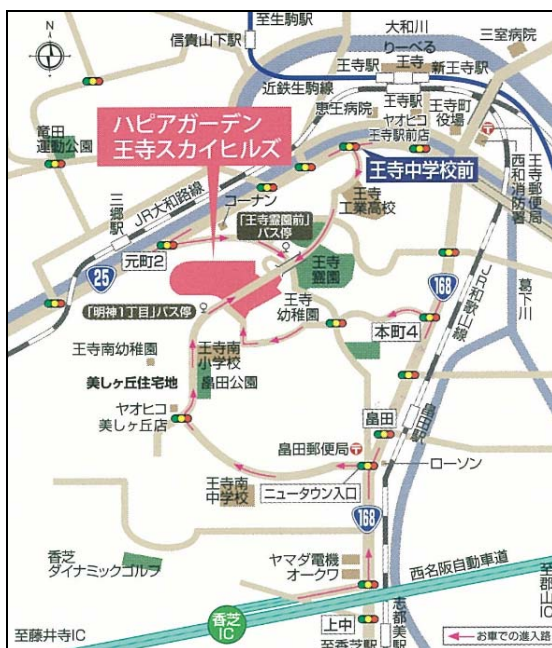 至生駒駅
信貴山下駅
大和川
りーべる
三室病院
王寺駅
王寺
新王寺駅
近鉄生駒線
恵王病院
王寺駅
ヤオヒコ
王寺駅前店
王寺町
役場
N
竜田
運動公園
ハピアガーデン
王寺スカイヒルズ
王寺中学校前
王寺郵便局
西和消防署
JR大和路線
三郷駅
コーナン
王寺
工業高校
「王寺霊園前」
バス停
元町2
25
王寺
霊園
168
JR和歌山線
葛下川
「明神1丁目」バス停
王寺
幼稚園
本町4
王寺南幼稚園
王寺南
小学校
美しヶ丘住宅地
畠田公園
ヤオヒコ
美しヶ丘店
畠田
畠田駅
畠田郵便局
ローソン
王寺南
中学校
ニュータウン入口
168
香芝
ダイナミックゴルフ
ヤマダ電機
オークワ
西名阪自動車道
至郡山IC
香芝
IC
上中
志都美駅
至藤井寺IC
至香芝駅
お車での進入路